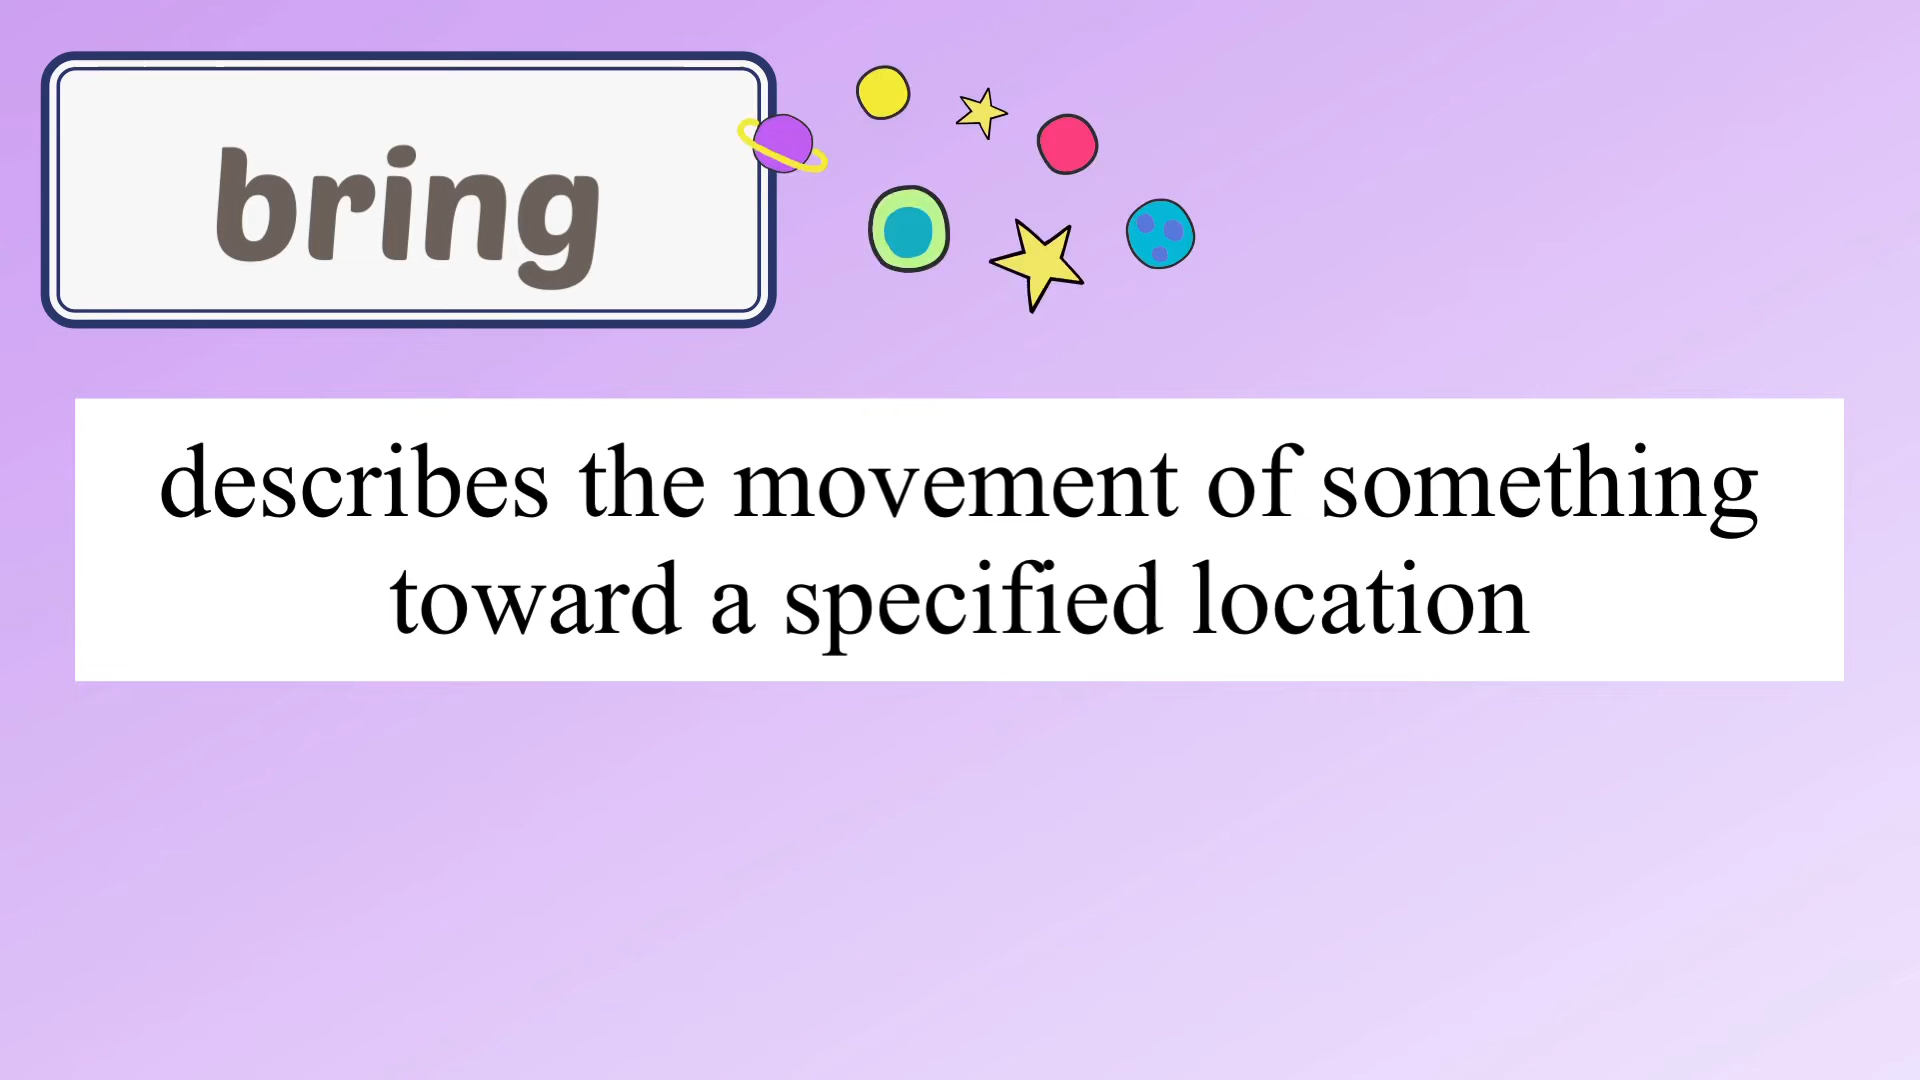 bring
describes the movement of something
toward a specified location